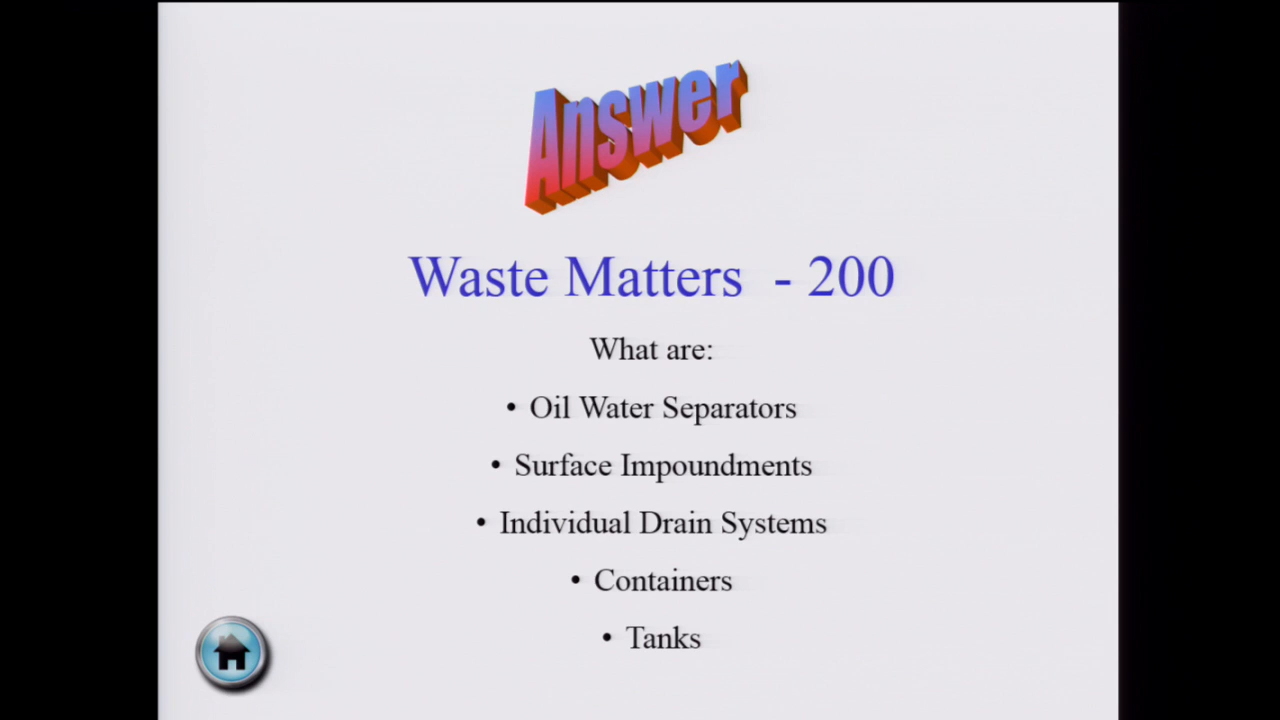 Answer
Waste Matters - 200
What are:
• Oil Water Separators
• Surface Impoundments
• Individual Drain Systems
• Containers
• Tanks